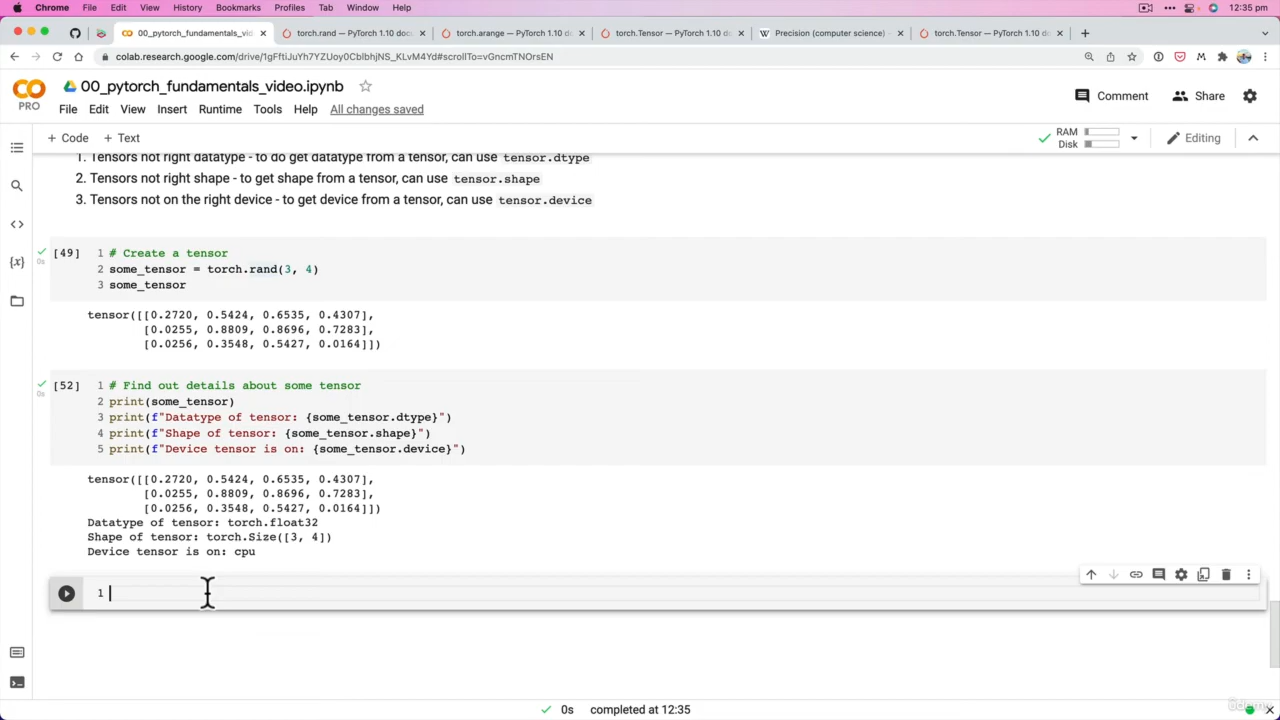 Chrome File Edit View History Bookmarks Profiles Tab Window Help 12:35 pm
00_pytorch_fundamentals_vide torch.rand — PyTorch 1.10 doc torch.arange — PyTorch 1.10 d torch.Tensor — PyTorch 1.10 d Precision (computer science) - torch.Tensor — PyTorch 1.10 d
colab.research.google.com/drive/1gFtiJuYh7YZUoy0CblbhjNS_KLvM4Yd#scrollTo=vGncmTNOrsEN
CO
PRO
00_pytorch_fundamentals_video.ipynb
Comment Share
File Edit View Insert Runtime Tools Help All changes saved
+ Code + Text
RAM
Disk
Editing
1. Tensors not right datatype - to do get datatype from a tensor, can use tensor.dtype
2. Tensors not right shape - to get shape from a tensor, can use tensor.shape
3. Tensors not on the right device - to get device from a tensor, can use tensor.device
[49] 1 # Create a tensor
0s 2 some_tensor = torch.rand(3, 4)
3 some_tensor
tensor([[0.2720, 0.5424, 0.6535, 0.4307],
[0.0255, 0.8809, 0.8696, 0.7283],
[0.0256, 0.3548, 0.5427, 0.0164]])
[52] 1 # Find out details about some tensor
0s 2 print(some_tensor)
3 print(f"Datatype of tensor: {some_tensor.dtype}")
4 print(f"Shape of tensor: {some_tensor.shape}")
5 print(f"Device tensor is on: {some_tensor.device}")
tensor([[0.2720, 0.5424, 0.6535, 0.4307],
[0.0255, 0.8809, 0.8696, 0.7283],
[0.0256, 0.3548, 0.5427, 0.0164]])
Datatype of tensor: torch.float32
Shape of tensor: torch.Size([3, 4])
Device tensor is on: cpu
1
0s completed at 12:35